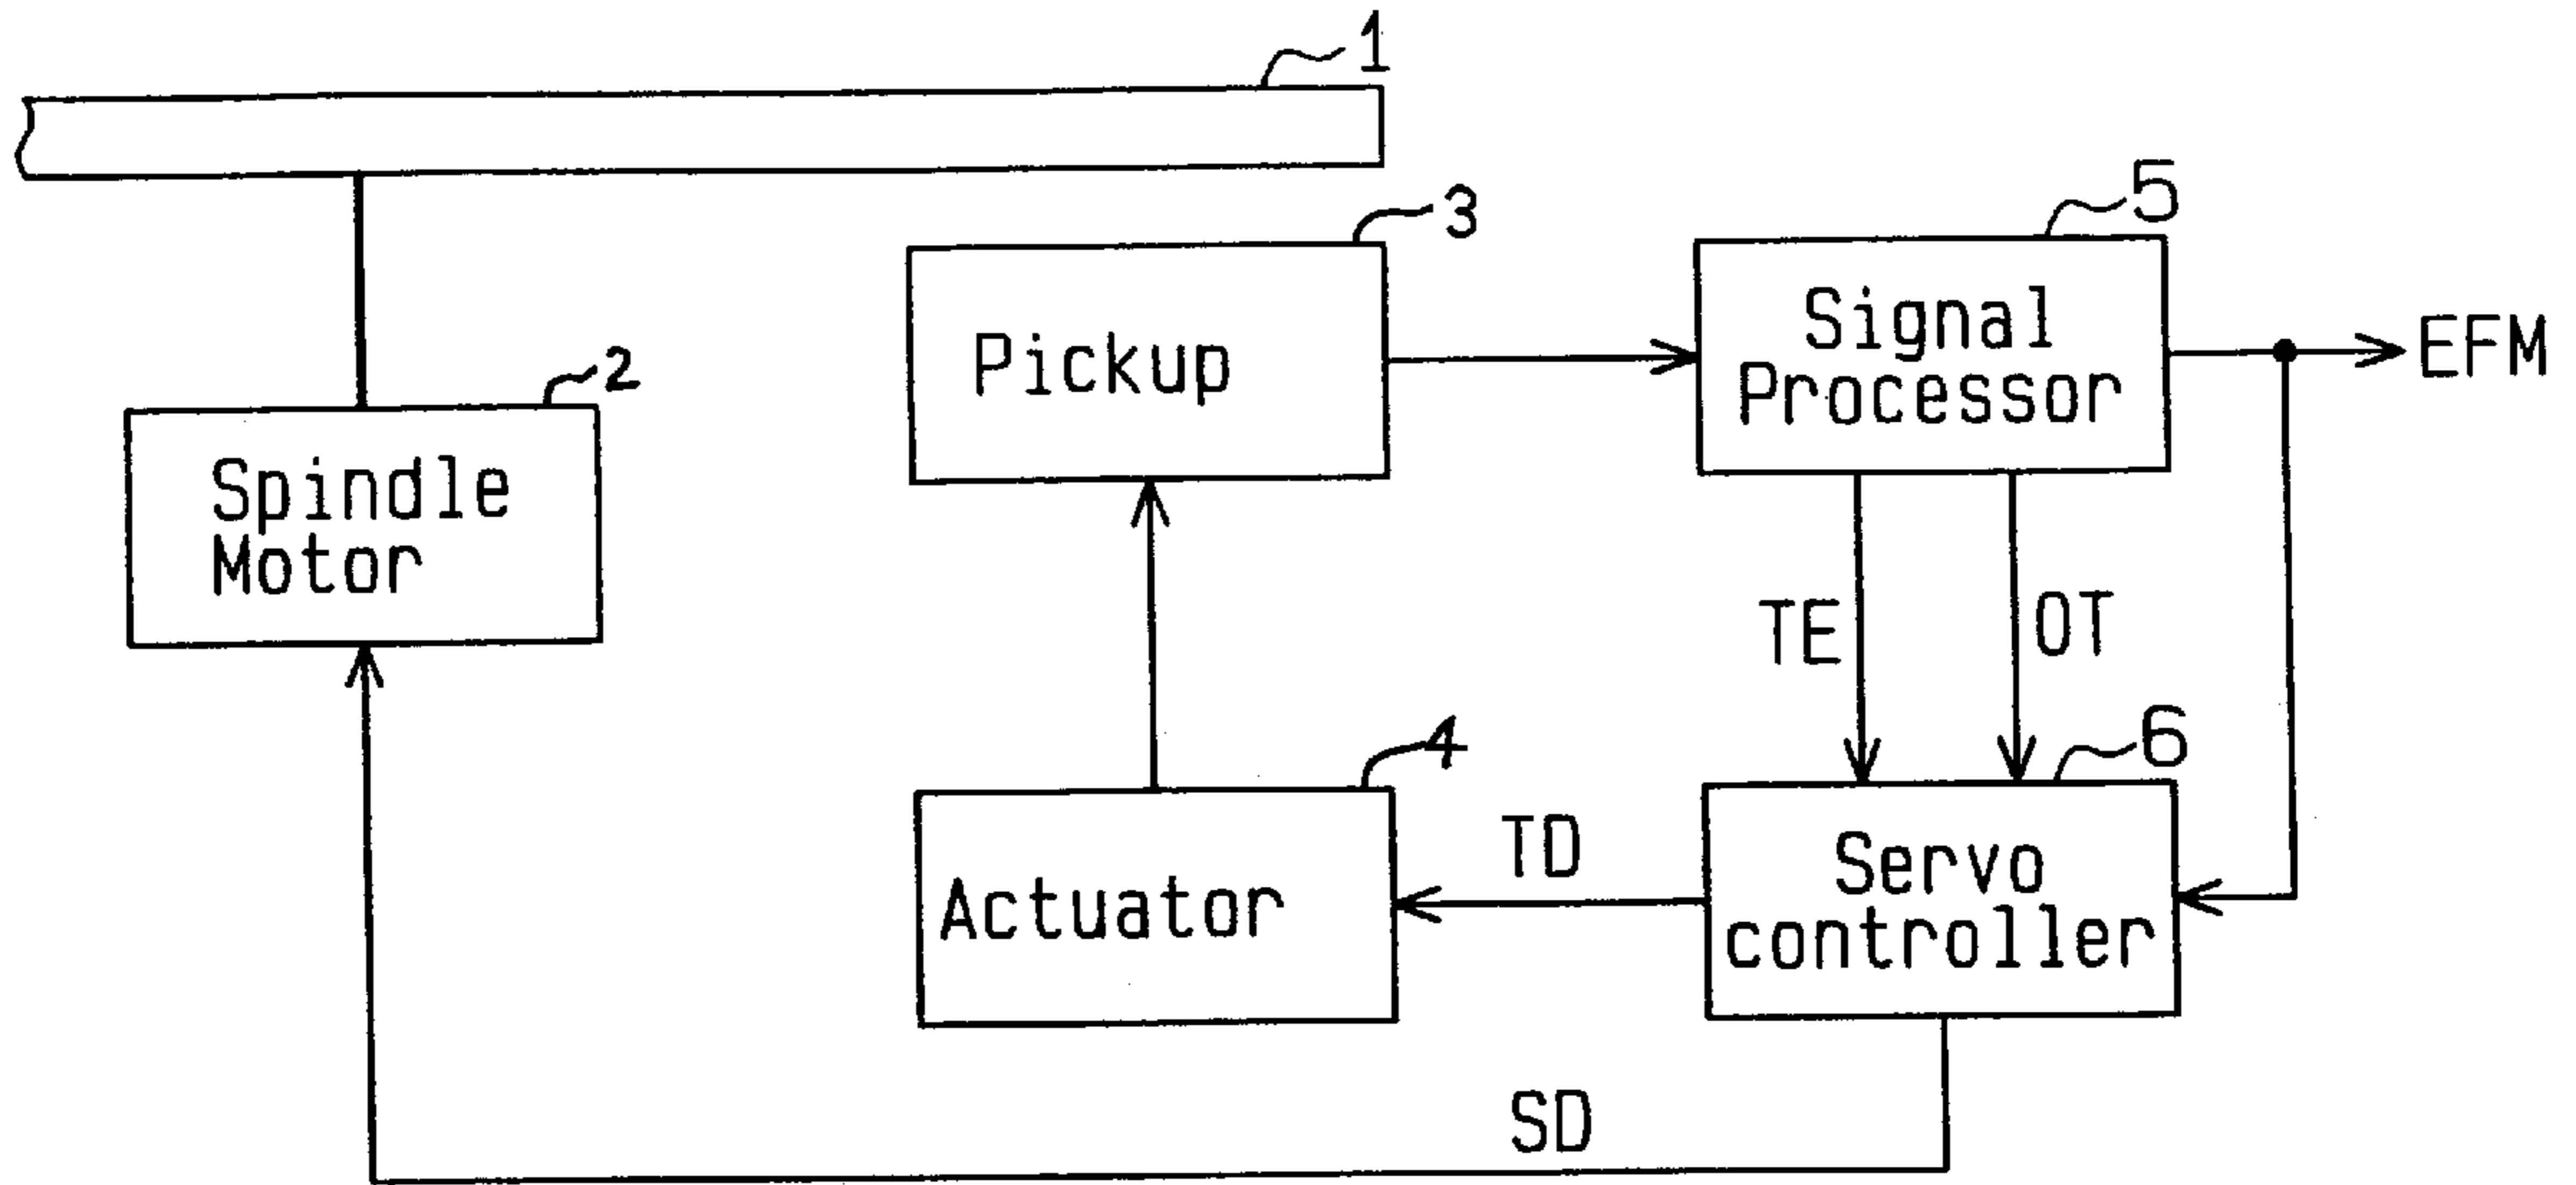 1
3
5
Pickup
Signal
Processor
EFM
2
Spindle
Motor
TE
OT
4
6
Actuator
TD
Servo
controller
SD